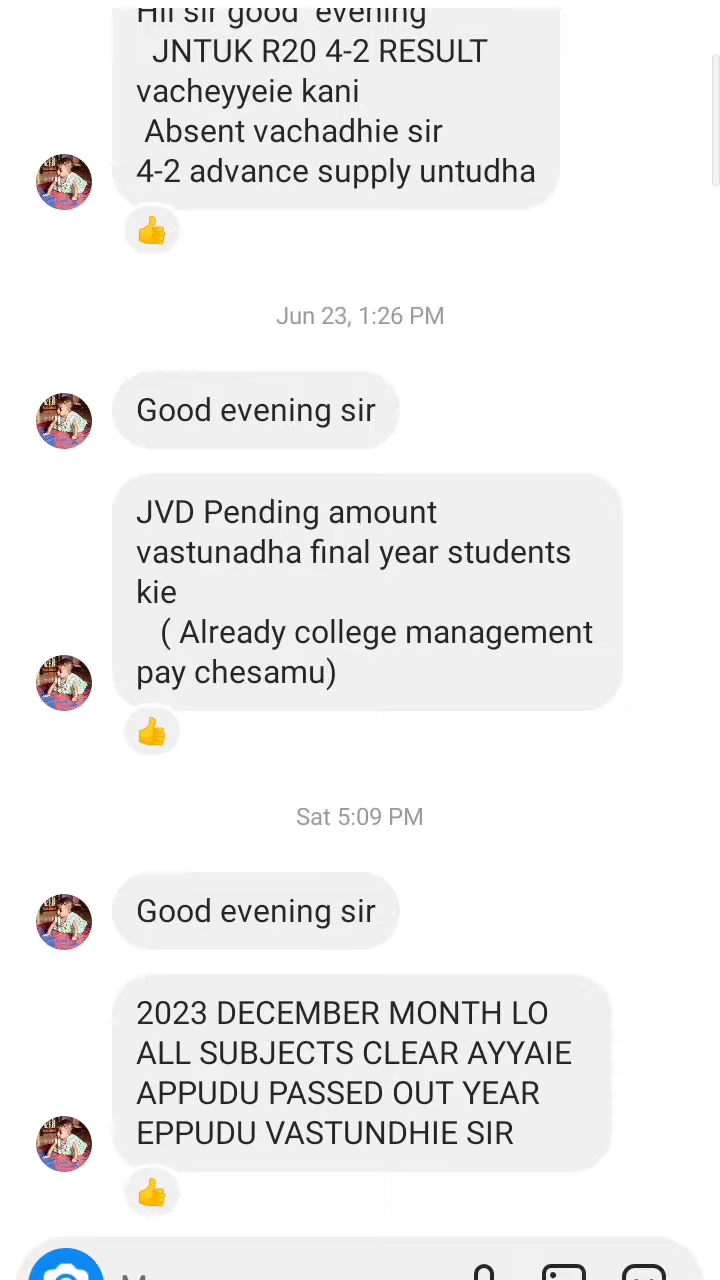 HII sir good evening
JNTUK R20 4-2 RESULT
vacheyyeie kani
Absent vachadhie sir
4-2 advance supply untudha
Jun 23, 1:26 PM
Good evening sir
JVD Pending amount
vastunadha final year students
kie
( Already college management
pay chesamu)
Sat 5:09 PM
Good evening sir
2023 DECEMBER MONTH LO
ALL SUBJECTS CLEAR AYYAIE
APPUDU PASSED OUT YEAR
EPPUDU VASTUNDHIE SIR